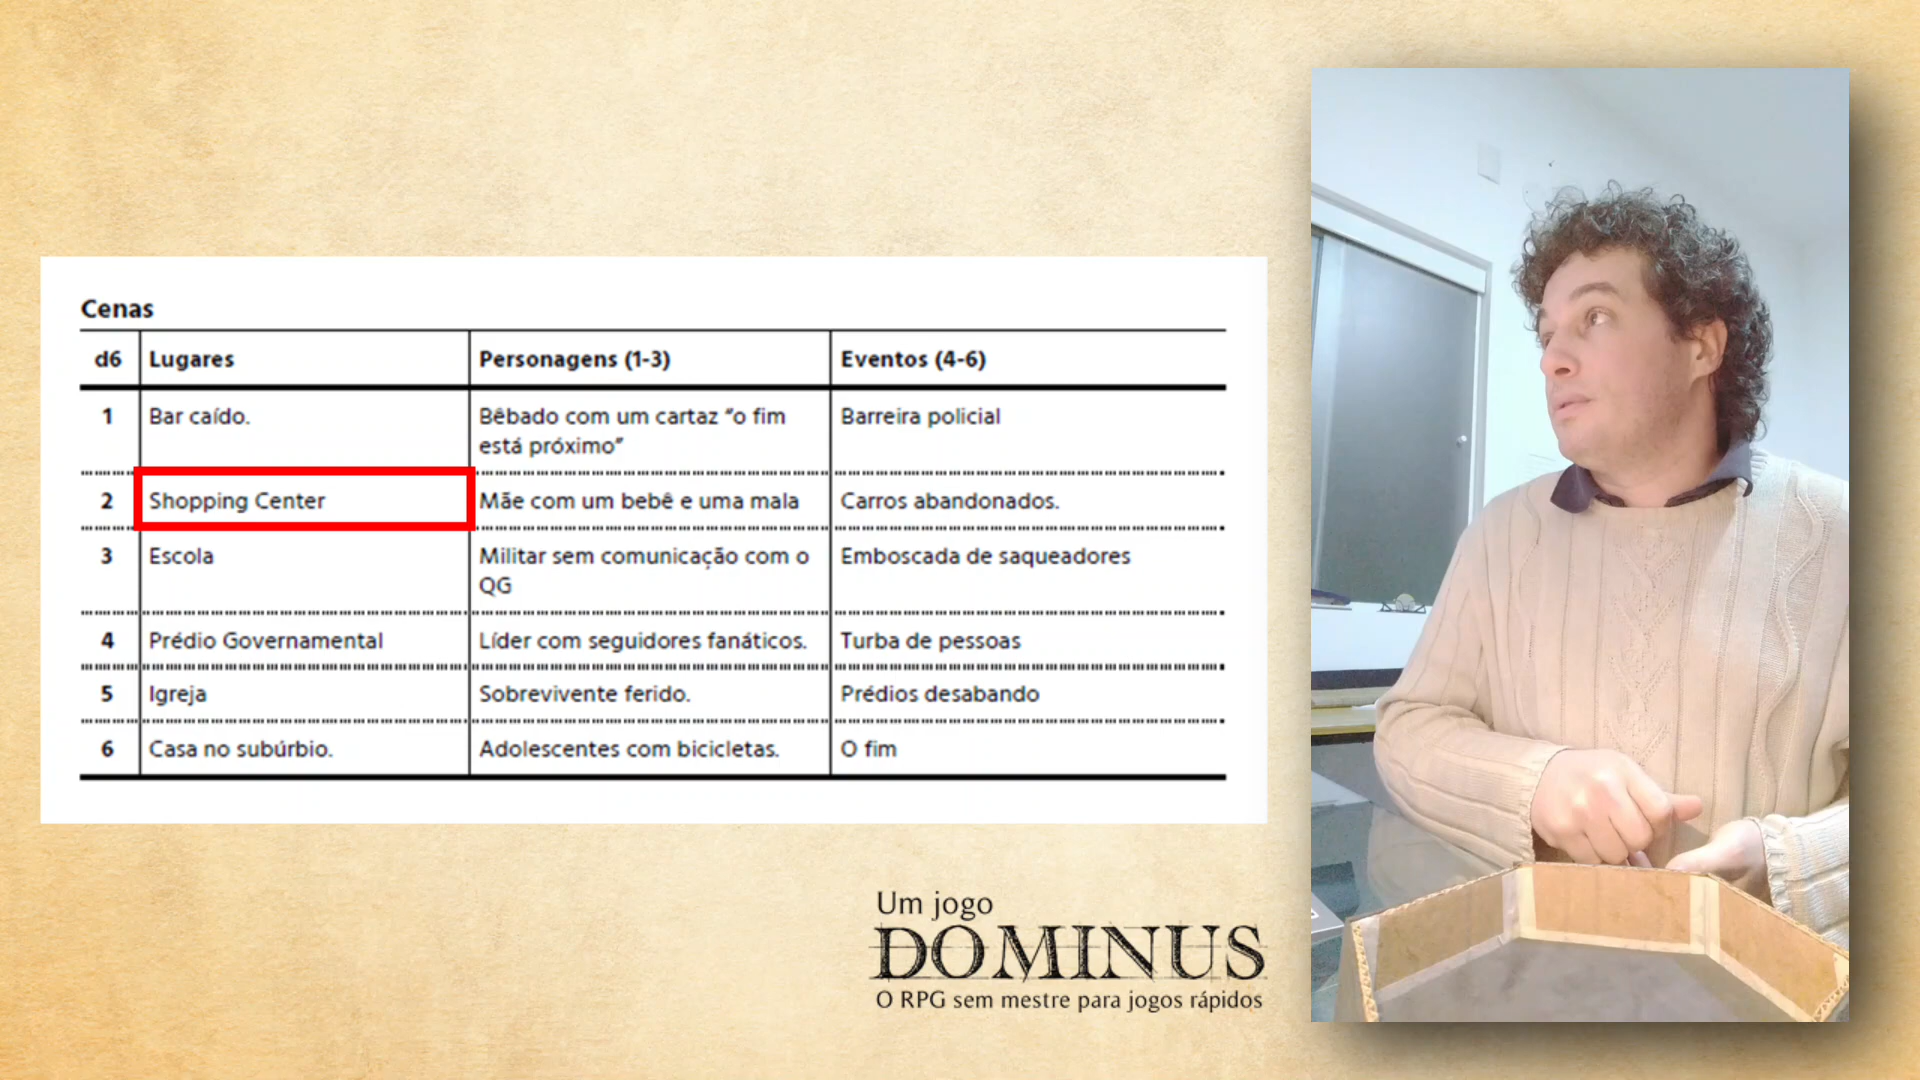 Cenas
d6 Lugares Personagens (1-3) Eventos (4-6)
1 Bar caído. Bêbado com um cartaz “o fim está próximo” Barreira policial
2 Shopping Center Mãe com um bebê e uma mala Carros abandonados.
3 Escola Militar sem comunicação com o QG Emboscada de saqueadores
4 Prédio Governamental Líder com seguidores fanáticos. Turba de pessoas
5 Igreja Sobrevivente ferido. Prédios desabando
6 Casa no subúrbio. Adolescentes com bicicletas. O fim
Um jogo
DOMINUS
O RPG sem mestre para jogos rápidos